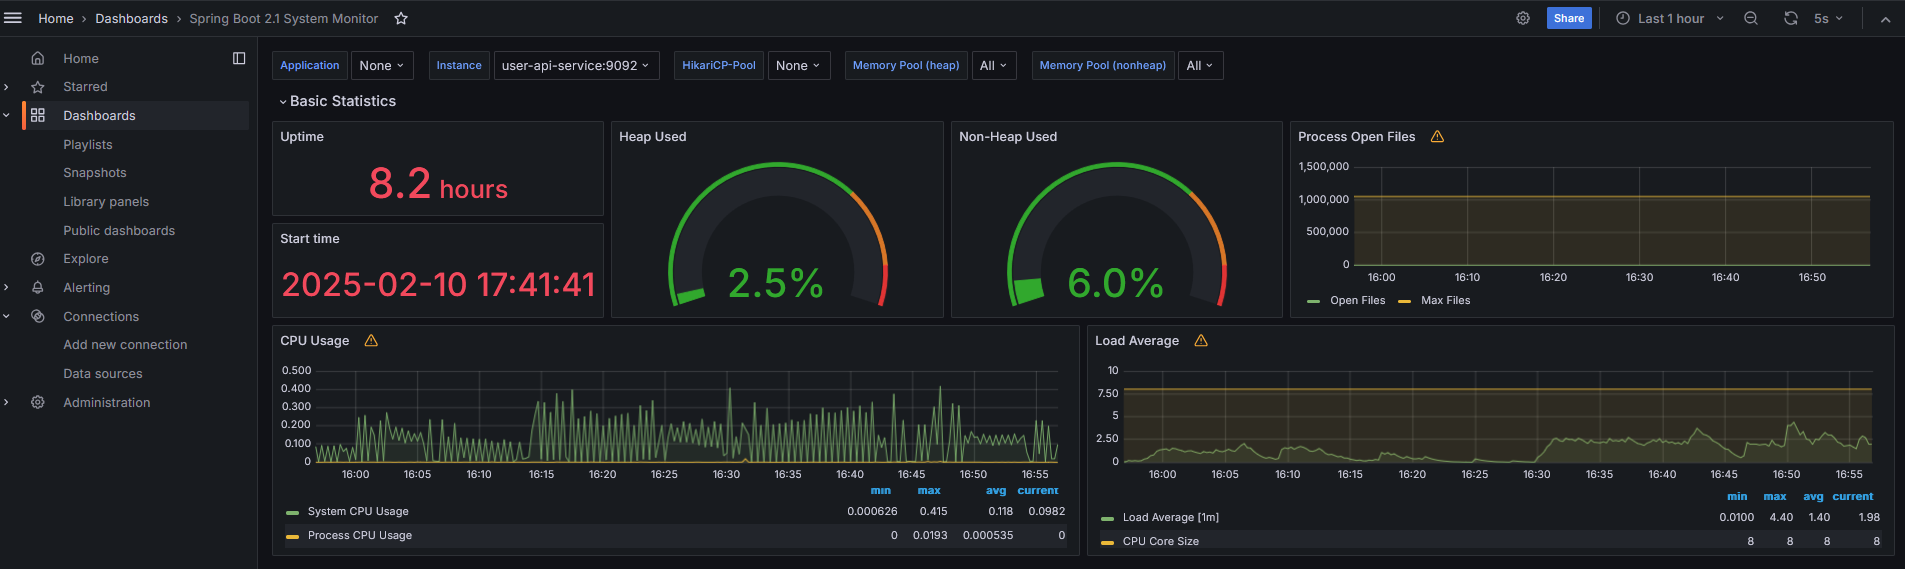 Home › Dashboards › Spring Boot 2.1 System Monitor
Share
Last 1 hour
5s
Home
Starred
Dashboards
Playlists
Snapshots
Library panels
Public dashboards
Explore
Alerting
Connections
Add new connection
Data sources
Administration
Application None Instance user-api-service:9092 HikariCP-Pool None Memory Pool (heap) All Memory Pool (nonheap) All
Basic Statistics
Uptime
8.2 hours
Start time
2025-02-10 17:41:41
Heap Used
2.5%
Non-Heap Used
6.0%
Process Open Files
1,500,000
1,000,000
500,000
0
16:00 16:10 16:20 16:30 16:40 16:50
Open Files Max Files
CPU Usage
0.500
0.400
0.300
0.200
0.100
0
16:00 16:05 16:10 16:15 16:20 16:25 16:30 16:35 16:40 16:45 16:50 16:55
min max avg current
System CPU Usage 0.000626 0.415 0.118 0.0982
Process CPU Usage 0 0.0193 0.000535 0
Load Average
10
7.50
5
2.50
0
16:00 16:05 16:10 16:15 16:20 16:25 16:30 16:35 16:40 16:45 16:50 16:55
min max avg current
Load Average [1m] 0.0100 4.40 1.40 1.98
CPU Core Size 8 8 8 8